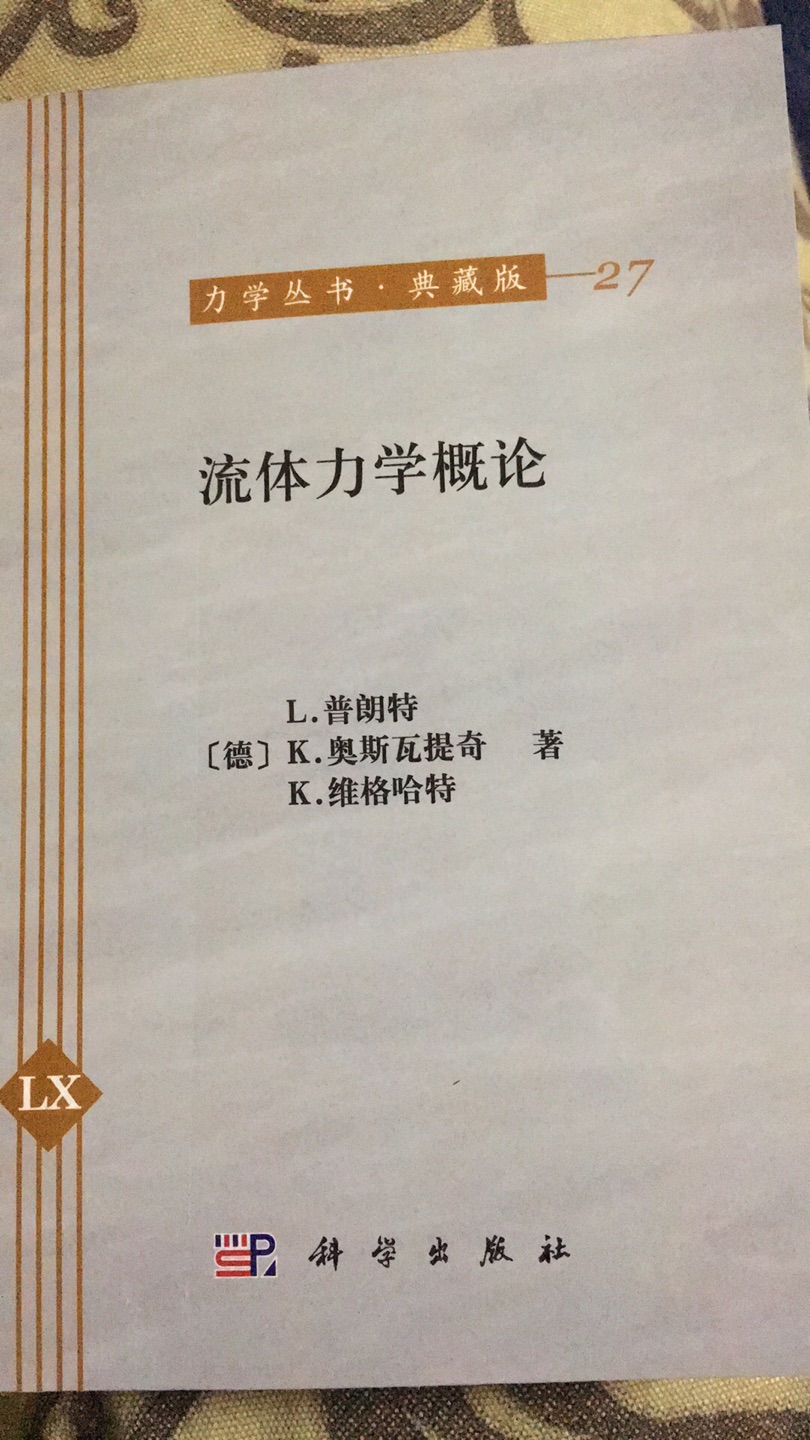 力学丛书·典藏版—27
流体力学概论
L.普朗特
〔德〕K.奥斯瓦提奇 著
K.维格哈特
LX
SP 科学出版社